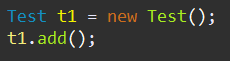 Test t1 = new Test();
t1.add();